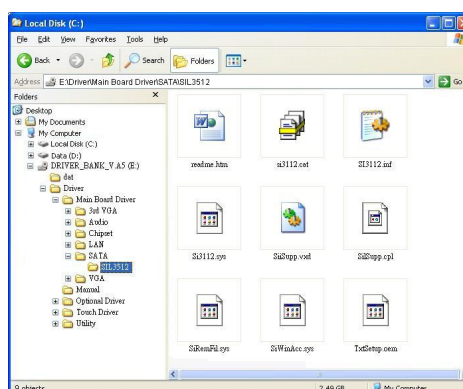 Local Disk (C:)
File Edit View Favorites Tools Help
Back Search Folders
Address E:\Driver\Main Board Driver\SATA\SIL3512 Go
Folders
Desktop
My Documents
My Computer
Local Disk (C:)
Data (D:)
DRIVER_BANK_V.A5 (E:)
dat
Driver
Main Board Driver
3rd VGA
Audio
Chipset
LAN
SATA
SIL3512
VGA
Manual
Optional Driver
Touch Driver
Utility
readme.htm
si3112.cat
SI3112.inf
Si3112.sys
SiiSupp.vxd
SilSupp.cpl
SiRemFil.sys
SiWinAcc.sys
TxtSetup.oem
9 objects
2.49 GB
My Computer